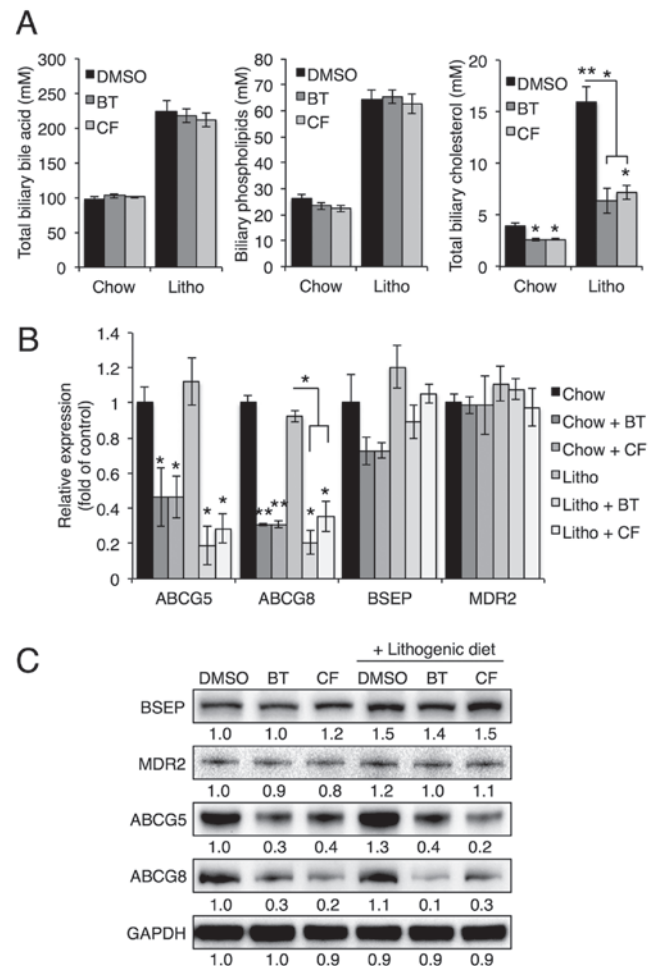 A
Total biliary bile acid (mM)
300
250
200
150
100
50
0
DMSO
BT
CF
Chow Litho
Biliary phospholipids (mM)
80
70
60
50
40
30
20
10
0
DMSO
BT
CF
Chow Litho
Total biliary cholesterol (mM)
20
15
10
5
0
DMSO
BT
CF
* *
** *
*
Chow Litho
B
Relative expression
(fold of control)
1.4
1.2
1
0.8
0.6
0.4
0.2
0
* * * *
** ** * * *
ABCG5 ABCG8 BSEP MDR2
Chow
Chow + BT
Chow + CF
Litho
Litho + BT
Litho + CF
C
+ Lithogenic diet
DMSO BT CF DMSO BT CF
BSEP
1.0 1.0 1.2 1.5 1.4 1.5
MDR2
1.0 0.9 0.8 1.2 1.0 1.1
ABCG5
1.0 0.3 0.4 1.3 0.4 0.2
ABCG8
1.0 0.3 0.2 1.1 0.1 0.3
GAPDH
1.0 1.0 0.9 0.9 0.9 0.9